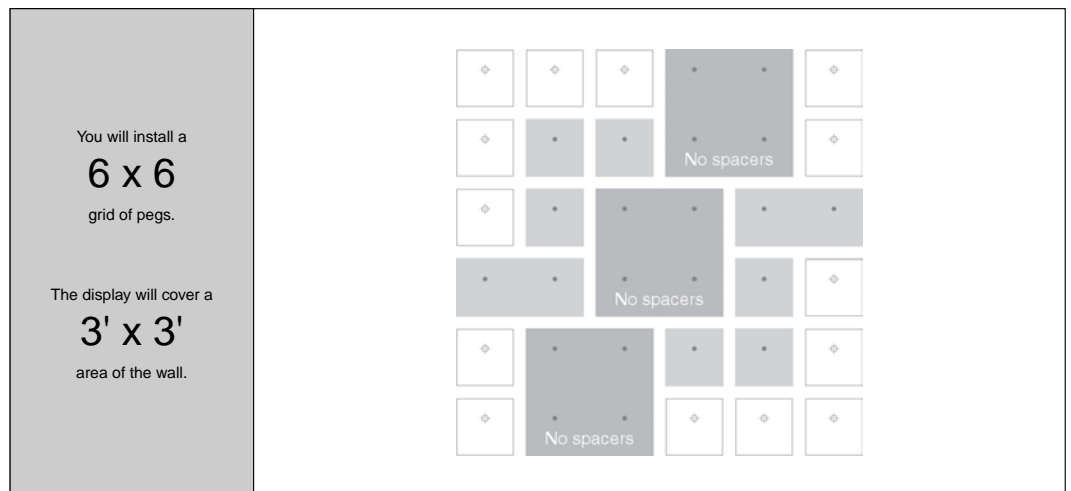 You will install a
6 x 6
grid of pegs.
The display will cover a
3' x 3'
area of the wall.
No spacers
No spacers
No spacers